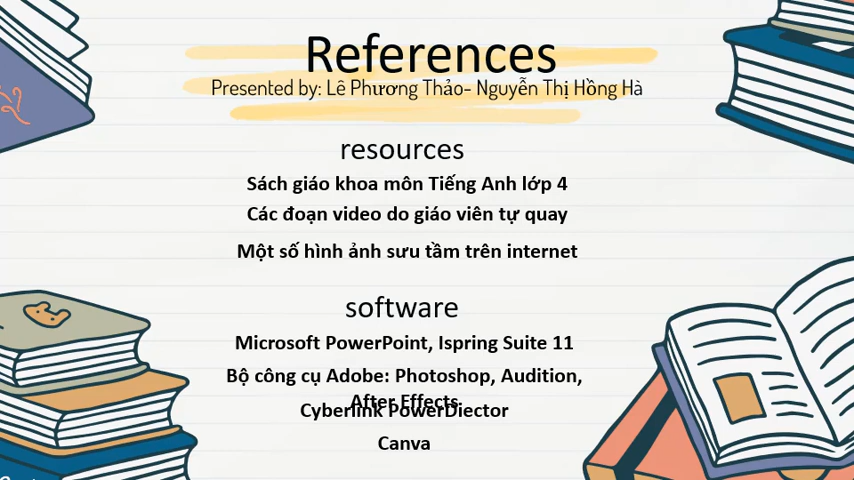 References
Presented by: Lê Phương Thảo- Nguyễn Thị Hồng Hà
resources
Sách giáo khoa môn Tiếng Anh lớp 4
Các đoạn video do giáo viên tự quay
Một số hình ảnh sưu tầm trên internet
software
Microsoft PowerPoint, Ispring Suite 11
Bộ công cụ Adobe: Photoshop, Audition,
After Effects
Cyberlink PowerDiector
Canva